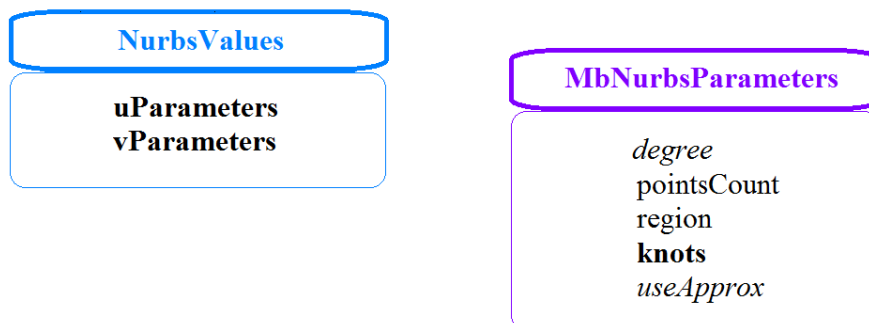 NurbsValues
uParameters
vParameters
MbNurbsParameters
degree
pointsCount
region
knots
useApprox